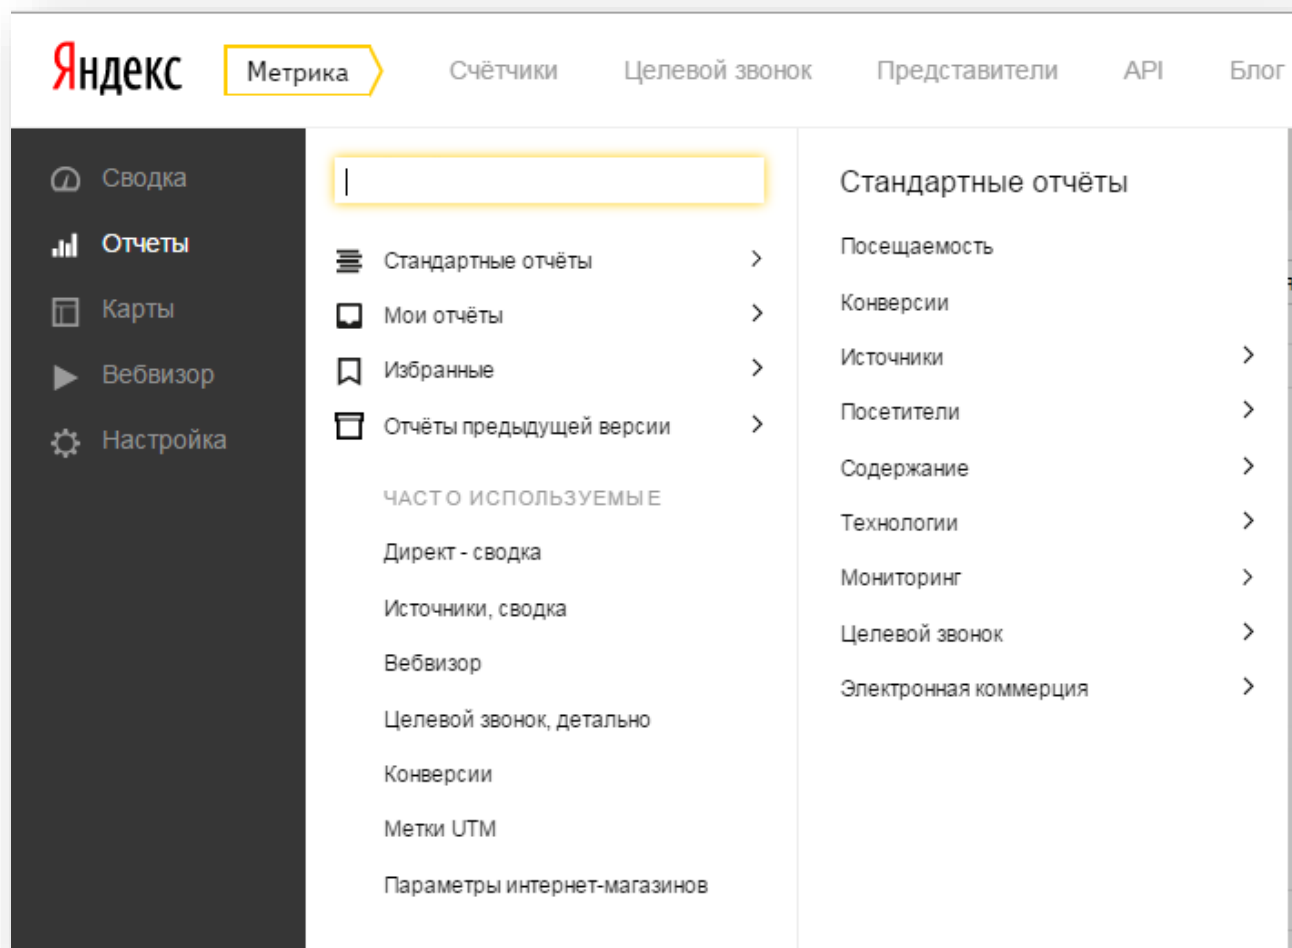 Яндекс
Метрика
Счётчики
Целевой звонок
Представители
API
Блог
Сводка
Отчеты
Карты
Вебвизор
Настройка
Стандартные отчёты
Мои отчёты
Избранные
Отчёты предыдущей версии
ЧАСТО ИСПОЛЬЗУЕМЫЕ
Директ - сводка
Источники, сводка
Вебвизор
Целевой звонок, детально
Конверсии
Метки UTM
Параметры интернет-магазинов
Стандартные отчёты
Посещаемость
Конверсии
Источники
Посетители
Содержание
Технологии
Мониторинг
Целевой звонок
Электронная коммерция